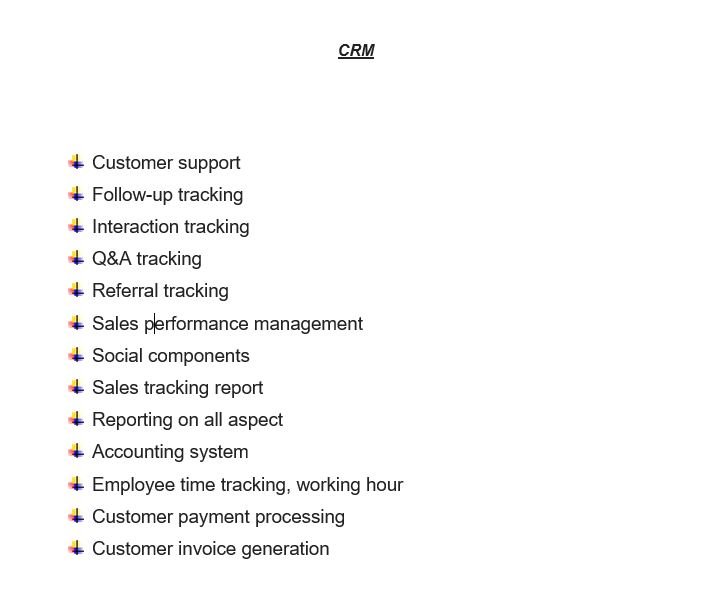 CRM
Customer support
Follow-up tracking
Interaction tracking
Q&A tracking
Referral tracking
Sales performance management
Social components
Sales tracking report
Reporting on all aspect
Accounting system
Employee time tracking, working hour
Customer payment processing
Customer invoice generation